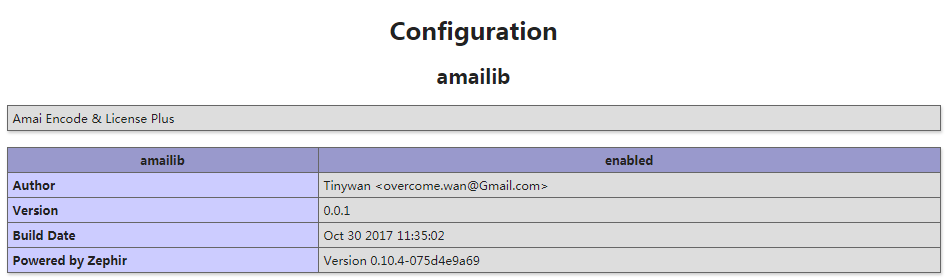 Configuration
amailib
Amai Encode & License Plus
amailib enabled
Author Tinywan <overcome.wan@Gmail.com>
Version 0.0.1
Build Date Oct 30 2017 11:35:02
Powered by Zephir Version 0.10.4-075d4e9a69